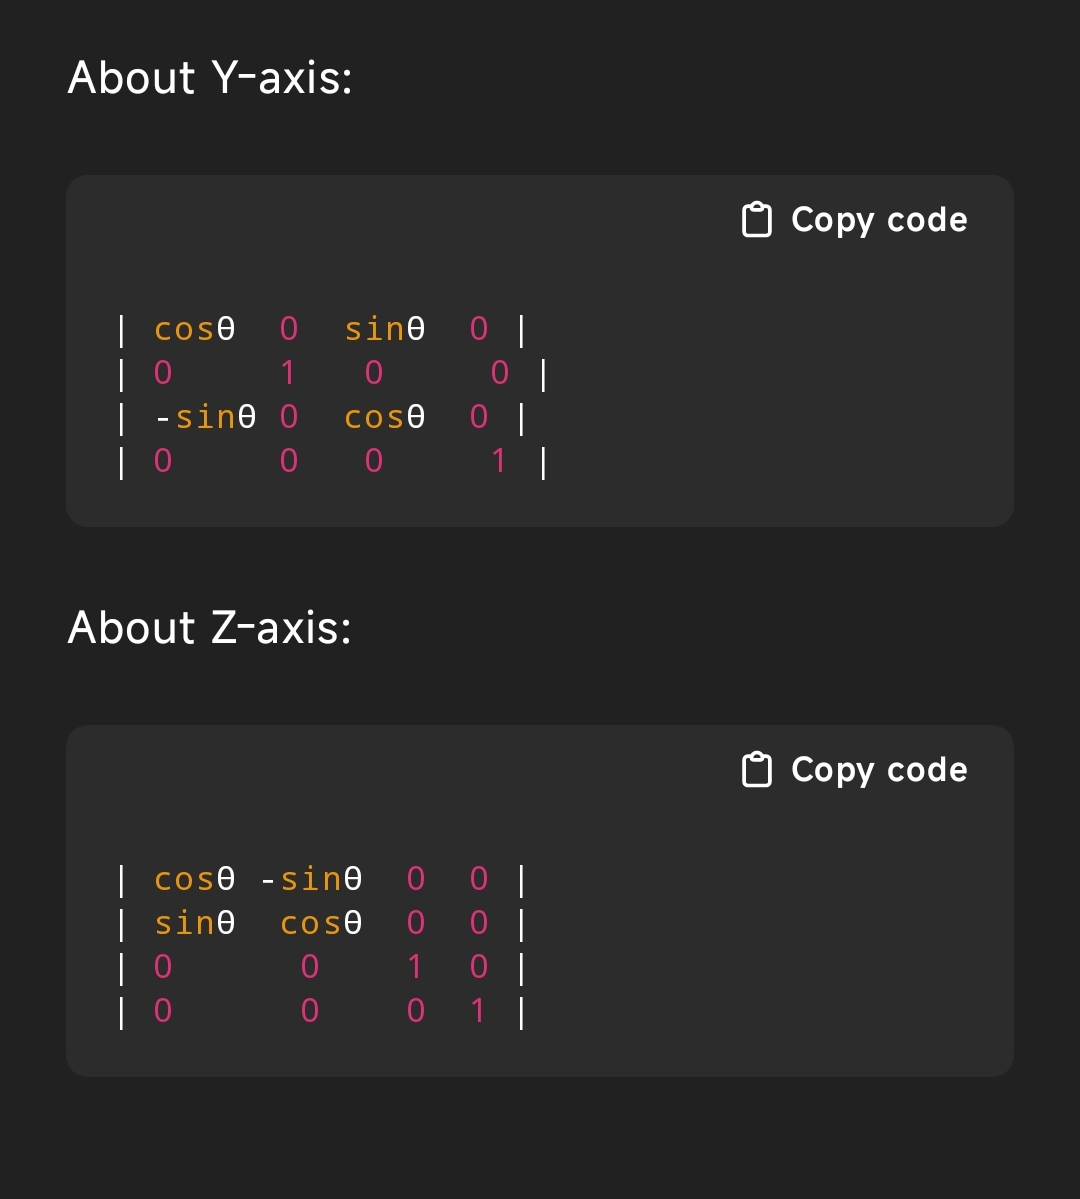 About Y-axis:
Copy code
| cosθ  0  sinθ  0 |
| 0     1   0     0 |
| -sinθ 0  cosθ  0 |
| 0     0   0     1 |
About Z-axis:
Copy code
| cosθ -sinθ  0  0 |
| sinθ  cosθ  0  0 |
| 0      0    1  0 |
| 0      0    0  1 |